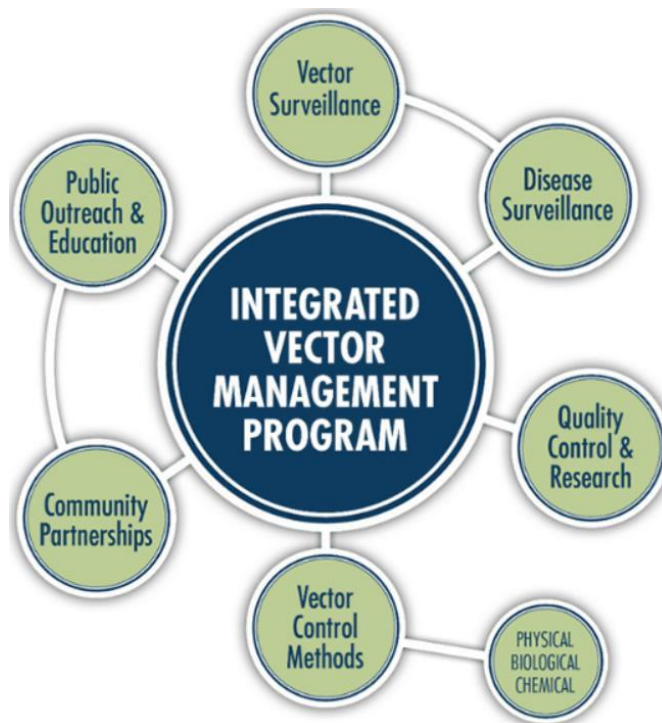 Vector
Surveillance
Disease
Surveillance
Public
Outreach &
Education
INTEGRATED
VECTOR
MANAGEMENT
PROGRAM
Quality
Control &
Research
Community
Partnerships
Vector
Control
Methods
PHYSICAL
BIOLOGICAL
CHEMICAL